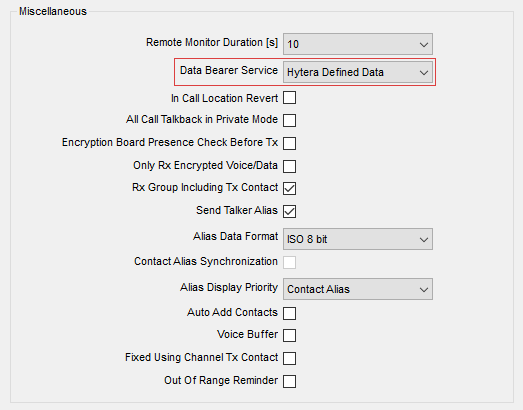 Miscellaneous
Remote Monitor Duration [s] 10
Data Bearer Service Hytera Defined Data
In Call Location Revert
All Call Talkback in Private Mode
Encryption Board Presence Check Before Tx
Only Rx Encrypted Voice/Data
Rx Group Including Tx Contact
Send Talker Alias
Alias Data Format ISO 8 bit
Contact Alias Synchronization
Alias Display Priority Contact Alias
Auto Add Contacts
Voice Buffer
Fixed Using Channel Tx Contact
Out Of Range Reminder